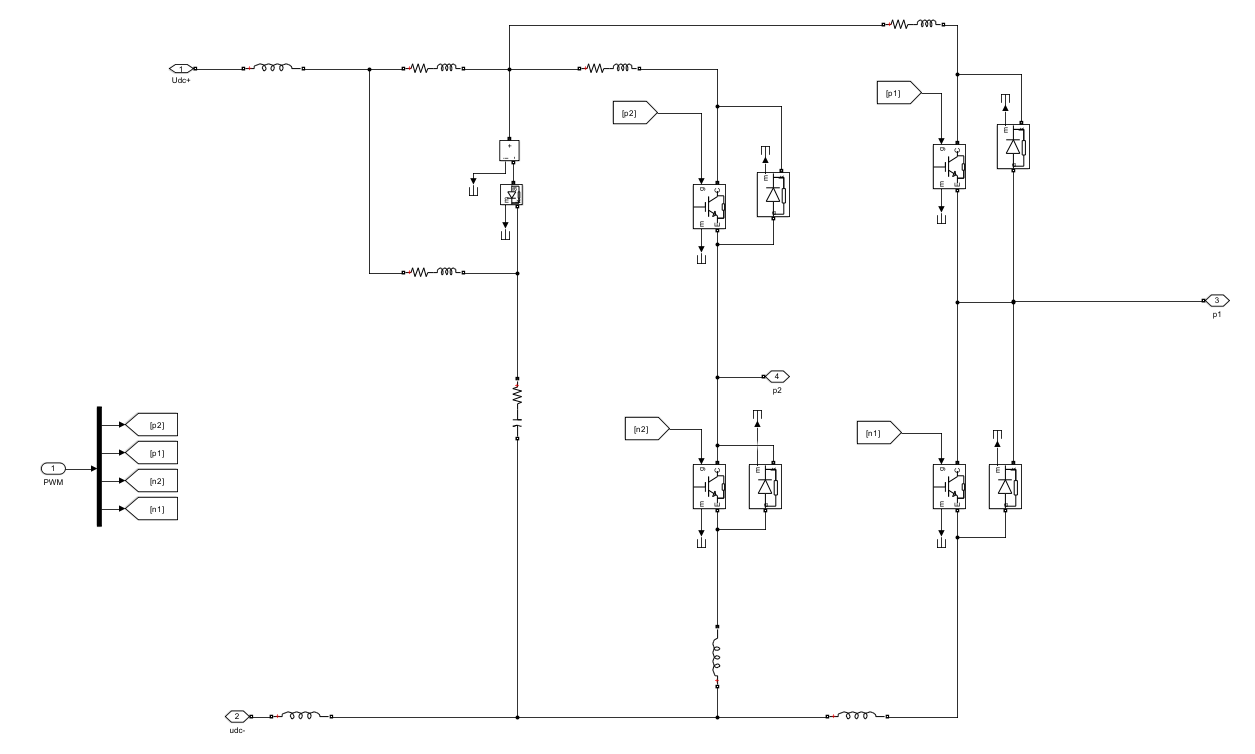 1
Udc+
[p1]
[p2]
g
C
m
E
m
+
i
-
m
g
C
m
E
m
3
p1
4
p2
[n2]
[n1]
[p2]
1
[p1]
PWM
[n2]
[n1]
g
C
m
E
m
g
C
m
E
m
2
udc-